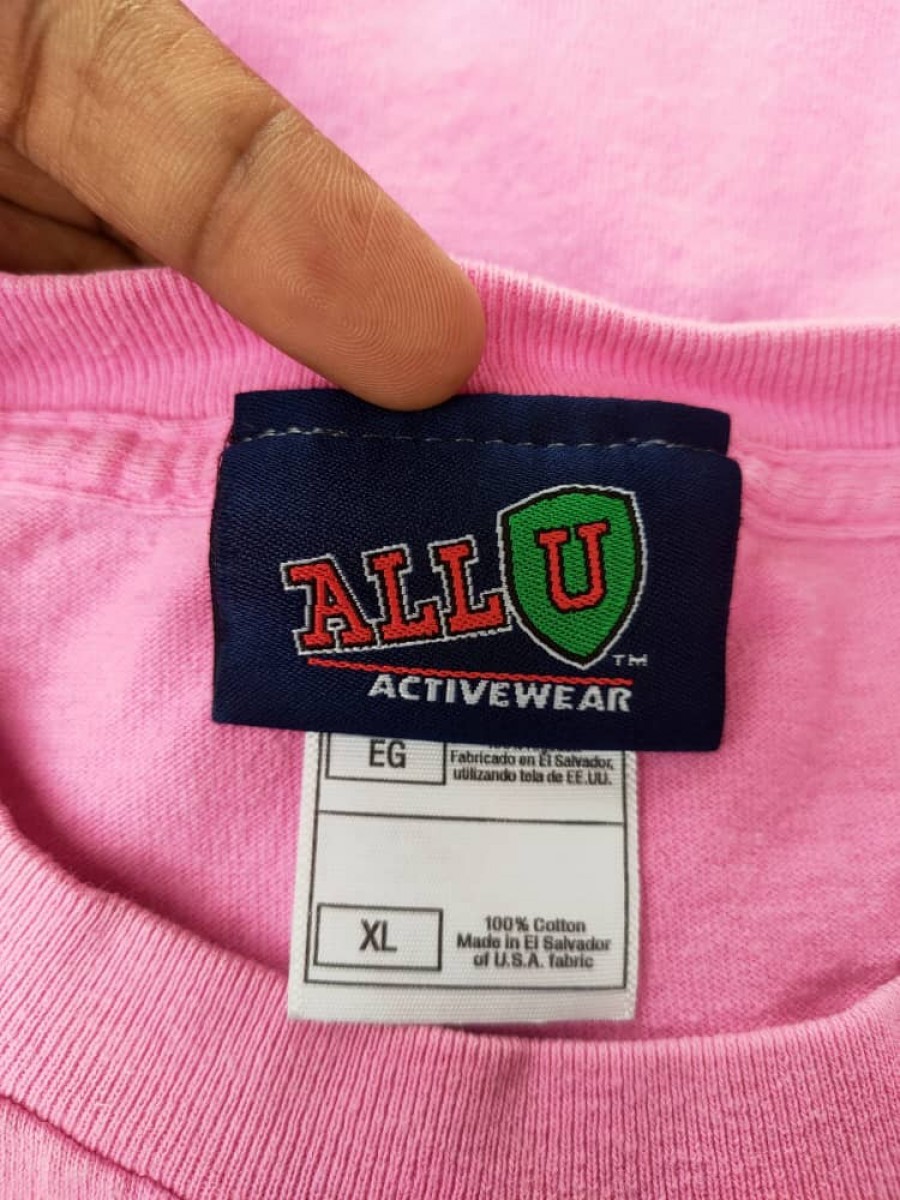 ALL U
TM
ACTIVEWEAR
EG
Fabricado en El Salvador,
utilizando tela de EE.UU.
XL
100% Cotton
Made in El Salvador
of U.S.A. fabric